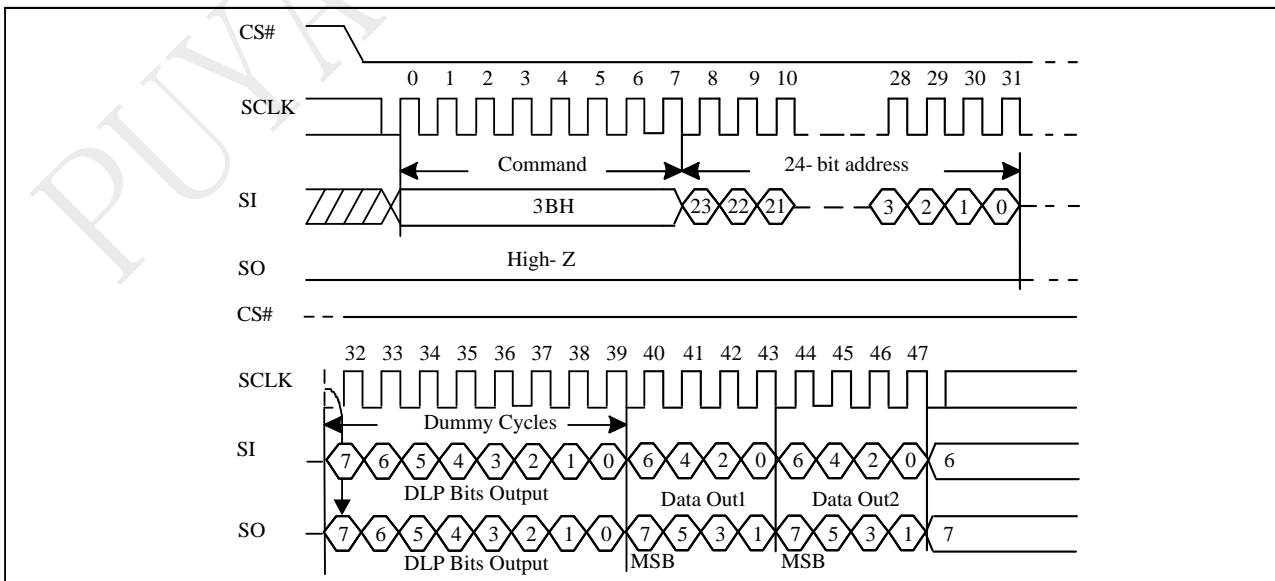 PUYA
CS#
0 1 2 3 4 5 6 7 8 9 10 28 29 30 31
SCLK
Command 24- bit address
SI 3BH 23 22 21 3 2 1 0
SO High- Z
CS#
32 33 34 35 36 37 38 39 40 41 42 43 44 45 46 47
SCLK
Dummy Cycles
SI 7 6 5 4 3 2 1 0 6 4 2 0 6 4 2 0 6
DLP Bits Output Data Out1 Data Out2
SO 7 6 5 4 3 2 1 0 7 5 3 1 7 5 3 1 7
DLP Bits Output MSB MSB